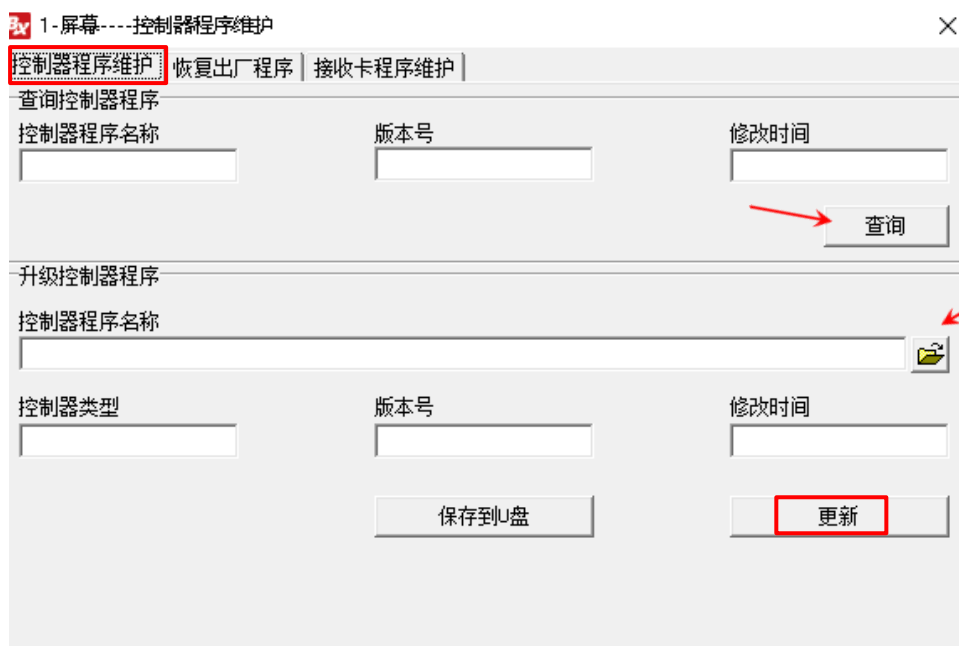 BX 1-屏幕----控制器程序维护
控制器程序维护 恢复出厂程序 接收卡程序维护
查询控制器程序
控制器程序名称 版本号 修改时间
查询
升级控制器程序
控制器程序名称
控制器类型 版本号 修改时间
保存到U盘 更新